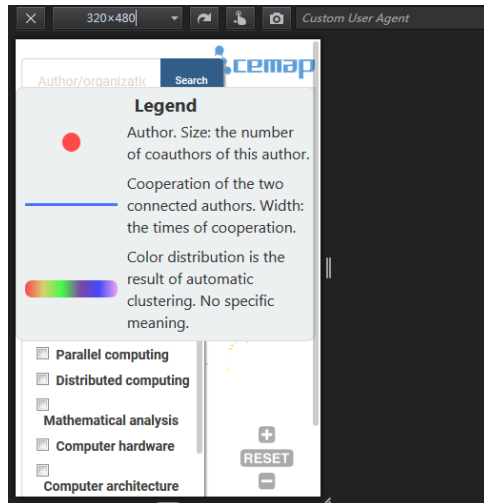 320×480
Custom User Agent
cemap
Author/organizatic
Search
Legend
Author. Size: the number
of coauthors of this author.
Cooperation of the two
connected authors. Width:
the times of cooperation.
Color distribution is the
result of automatic
clustering. No specific
meaning.
Parallel computing
Distributed computing
Mathematical analysis
Computer hardware
Computer architecture
RESET